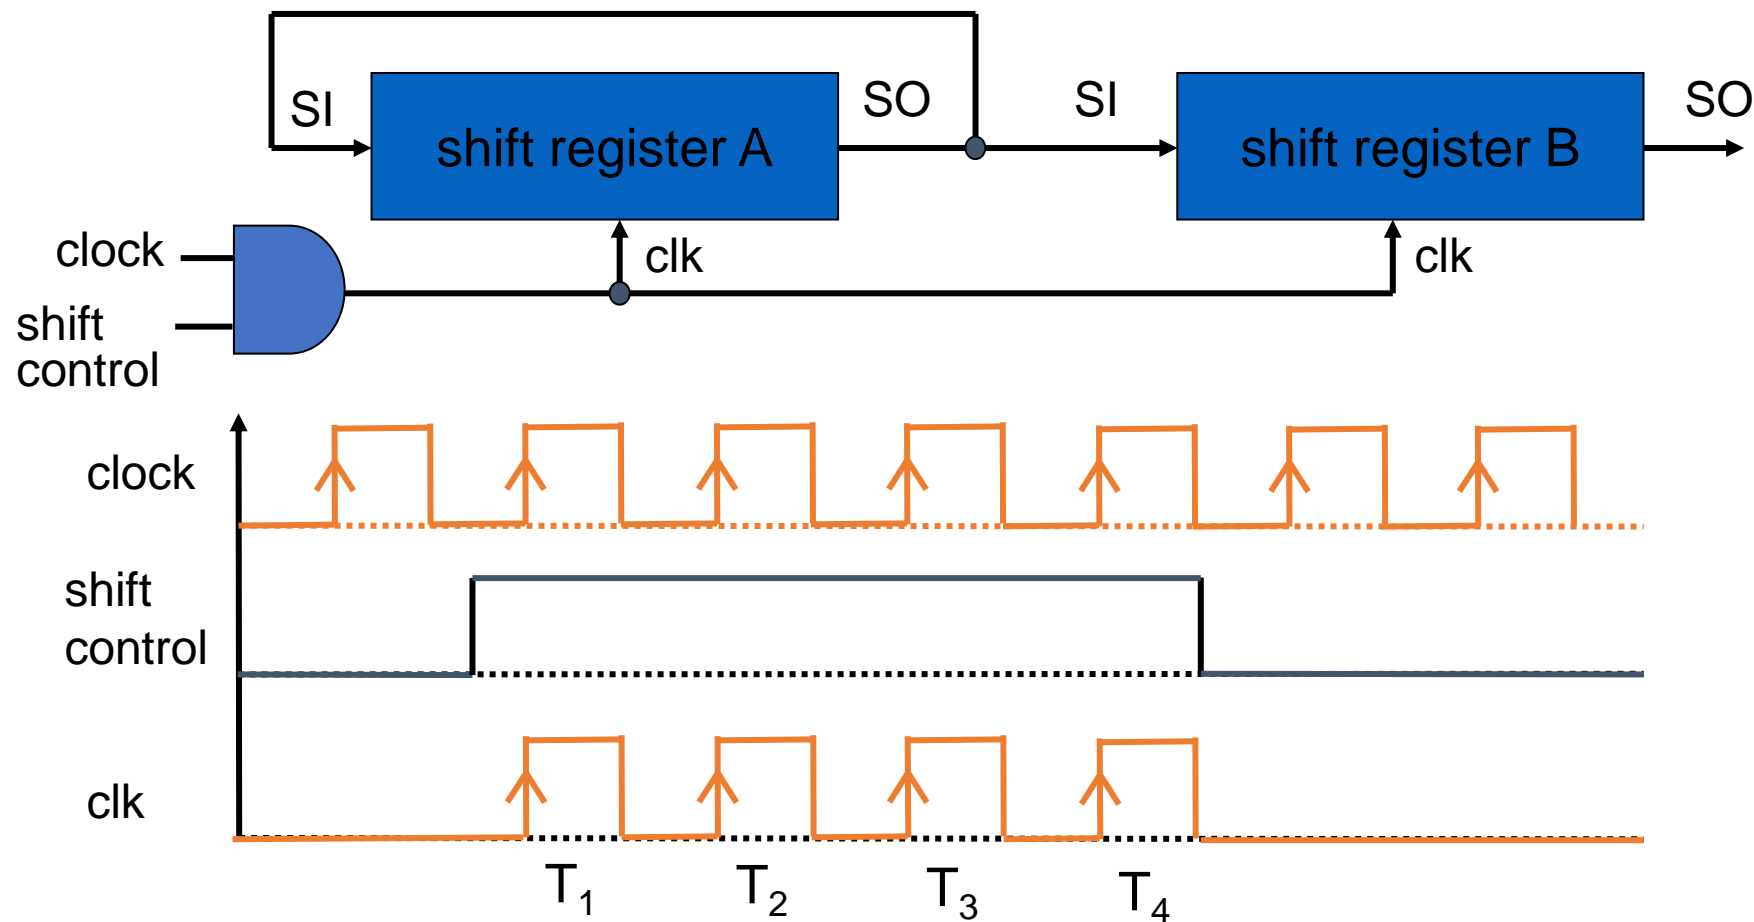 SI
SO
SI
SO
shift register A
shift register B
clock
clk
clk
shift
control
clock
shift
control
clk
T1
T2
T3
T4